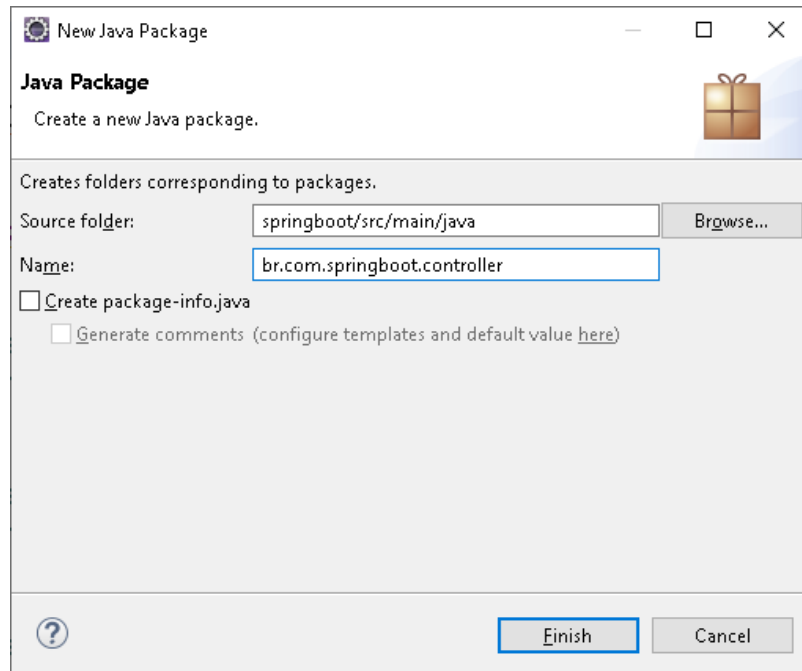 New Java Package
Java Package
Create a new Java package.
Creates folders corresponding to packages.
Source folder: springboot/src/main/java Browse...
Name: br.com.springboot.controller
Create package-info.java
Generate comments (configure templates and default value here)
? Finish Cancel